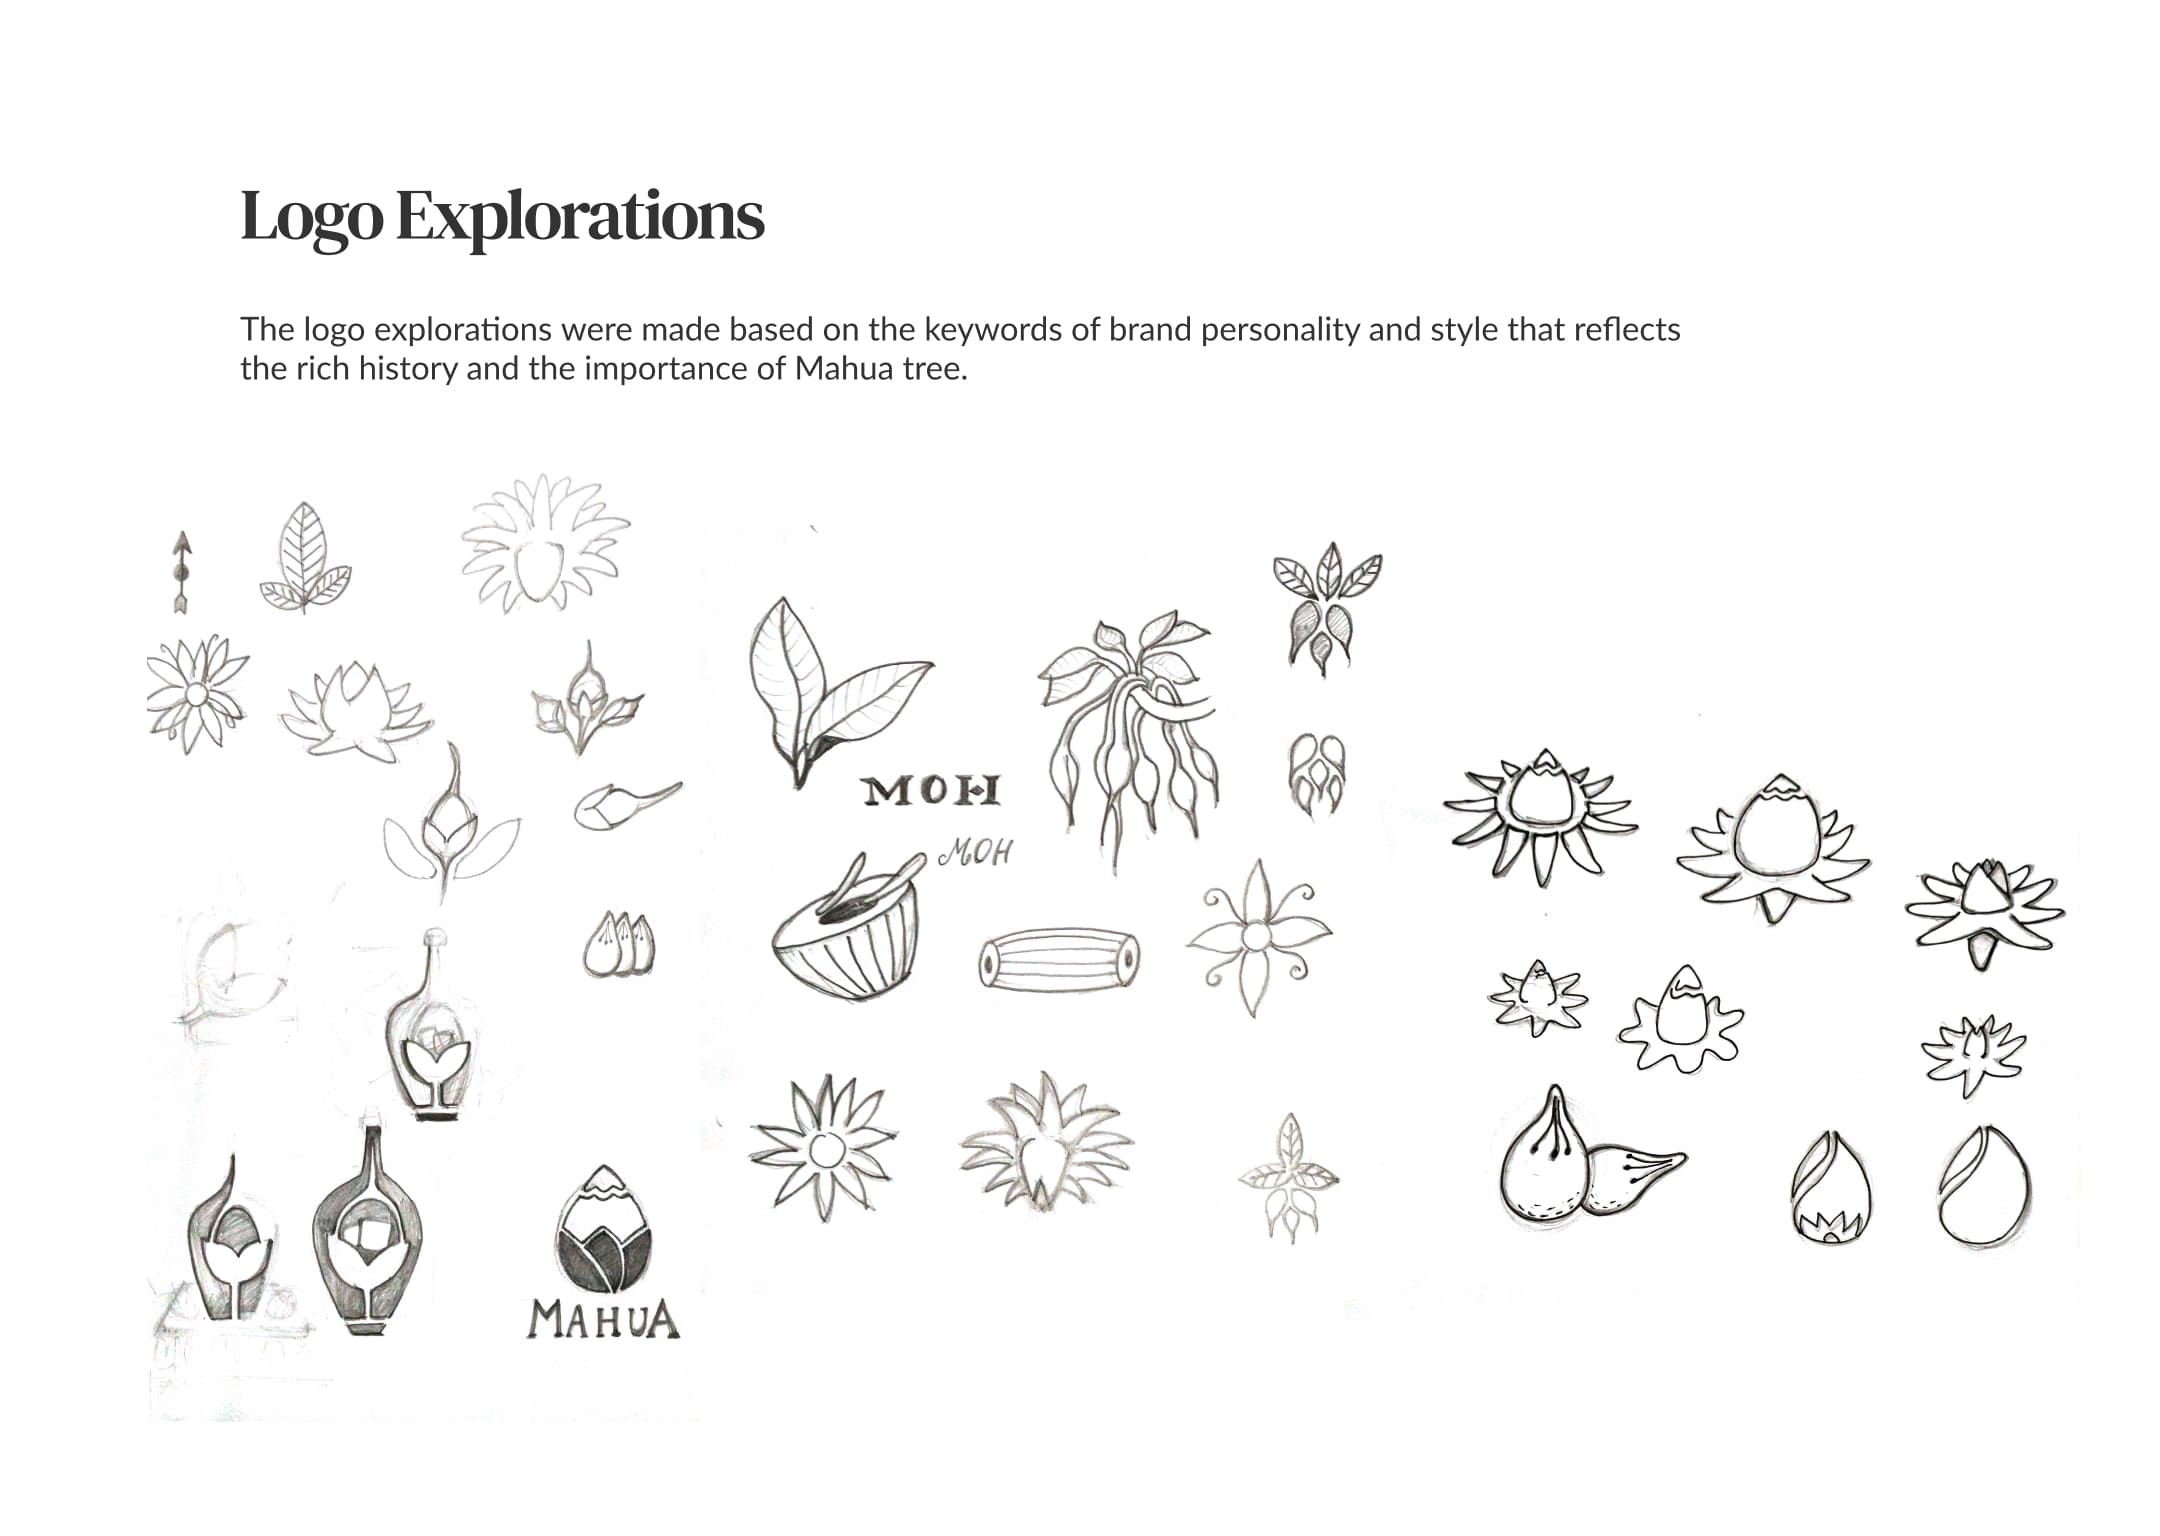 Logo Explorations
The logo explorations were made based on the keywords of brand personality and style that reflects
the rich history and the importance of Mahua tree.
MOH
MOH
MAHUA